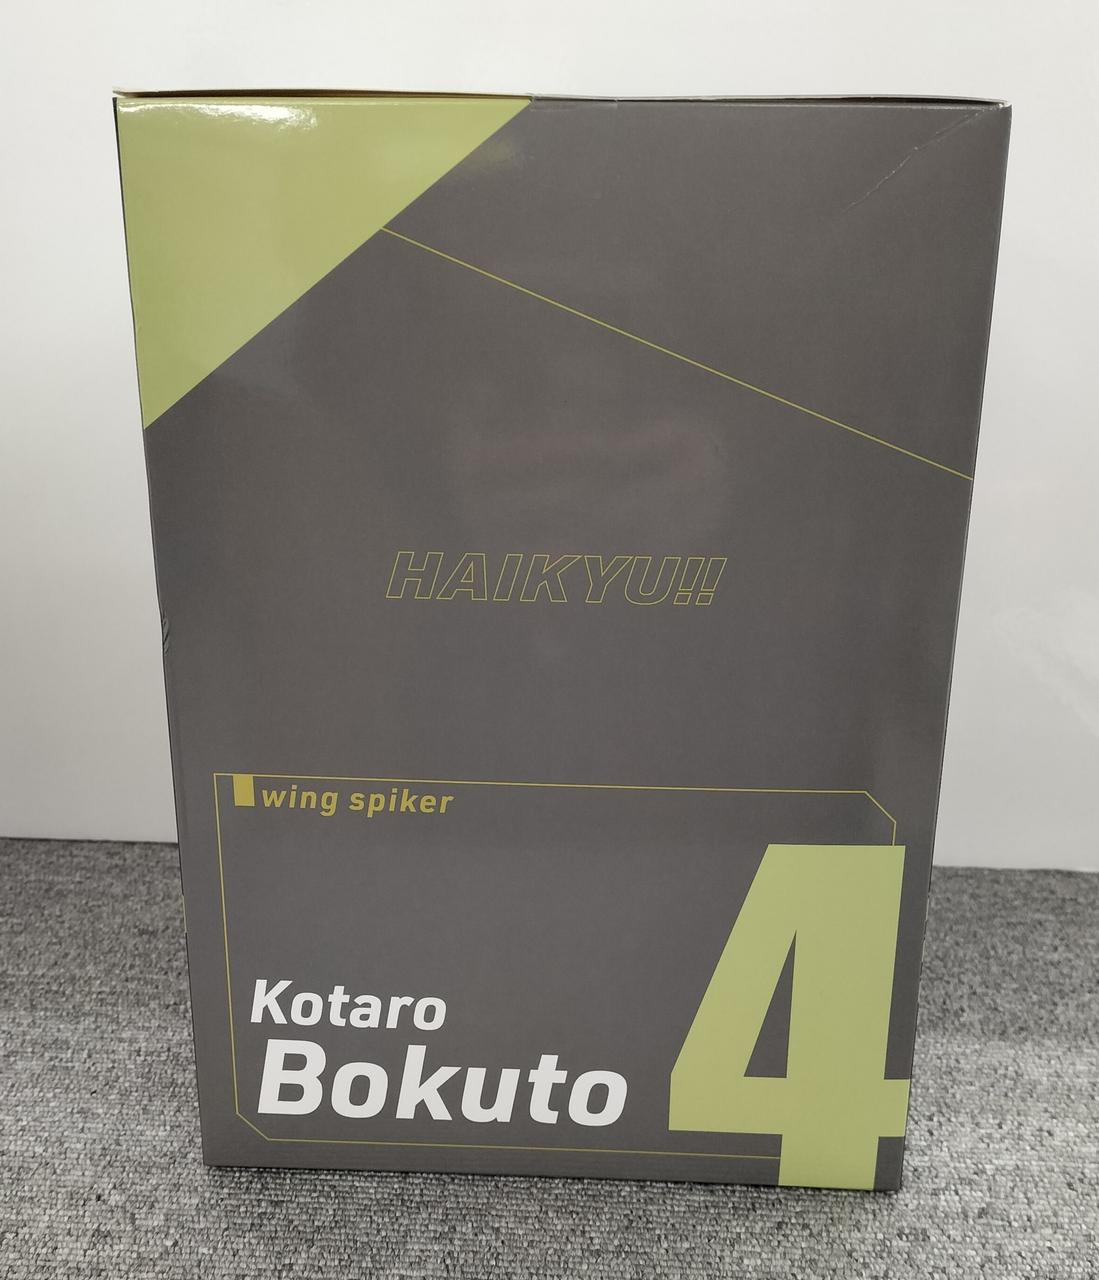 HAIKYU!!
wing spiker
Kotaro
Bokuto
4